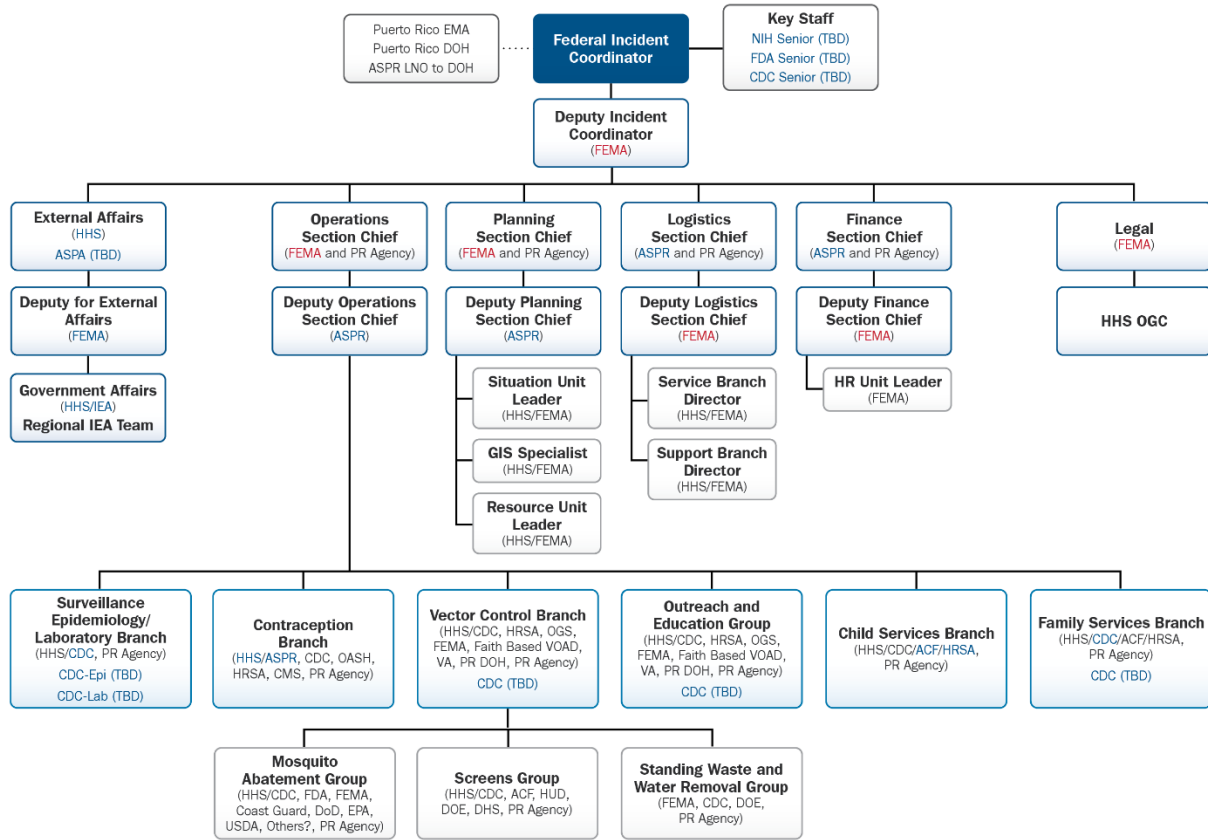 Puerto Rico EMA
Puerto Rico DOH
ASPR LNO to DOH
Federal Incident
Coordinator
Key Staff
NIH Senior (TBD)
FDA Senior (TBD)
CDC Senior (TBD)
Deputy Incident
Coordinator
(FEMA)
External Affairs
(HHS)
ASPA (TBD)
Operations
Section Chief
(FEMA and PR Agency)
Planning
Section Chief
(FEMA and PR Agency)
Logistics
Section Chief
(ASPR and PR Agency)
Finance
Section Chief
(ASPR and PR Agency)
Legal
(FEMA)
Deputy for External
Affairs
(FEMA)
Deputy Operations
Section Chief
(ASPR)
Deputy Planning
Section Chief
(ASPR)
Deputy Logistics
Section Chief
(FEMA)
Deputy Finance
Section Chief
(FEMA)
HHS OGC
Government Affairs
(HHS/IEA)
Regional IEA Team
Situation Unit
Leader
(HHS/FEMA)
GIS Specialist
(HHS/FEMA)
Resource Unit
Leader
(HHS/FEMA)
Service Branch
Director
(HHS/FEMA)
Support Branch
Director
(HHS/FEMA)
HR Unit Leader
(FEMA)
Surveillance
Epidemiology/
Laboratory Branch
(HHS/CDC, PR Agency)
CDC-Epi (TBD)
CDC-Lab (TBD)
Contraception
Branch
(HHS/ASPR, CDC, OASH,
HRSA, CMS, PR Agency)
Vector Control Branch
(HHS/CDC, HRSA, OGS,
FEMA, Faith Based VOAD,
VA, PR DOH, PR Agency)
CDC (TBD)
Outreach and
Education Group
(HHS/CDC, HRSA, OGS,
FEMA, Faith Based VOAD,
VA, PR DOH, PR Agency)
CDC (TBD)
Child Services Branch
(HHS/CDC/ACF/HRSA,
PR Agency)
Family Services Branch
(HHS/CDC/ACF/HRSA,
PR Agency)
CDC (TBD)
Mosquito
Abatement Group
(HHS/CDC, FDA, FEMA,
Coast Guard, DoD, EPA,
USDA, Others?, PR Agency)
Screens Group
(HHS/CDC, ACF, HUD,
DOE, DHS, PR Agency)
Standing Waste and
Water Removal Group
(FEMA, CDC, DOE,
PR Agency)